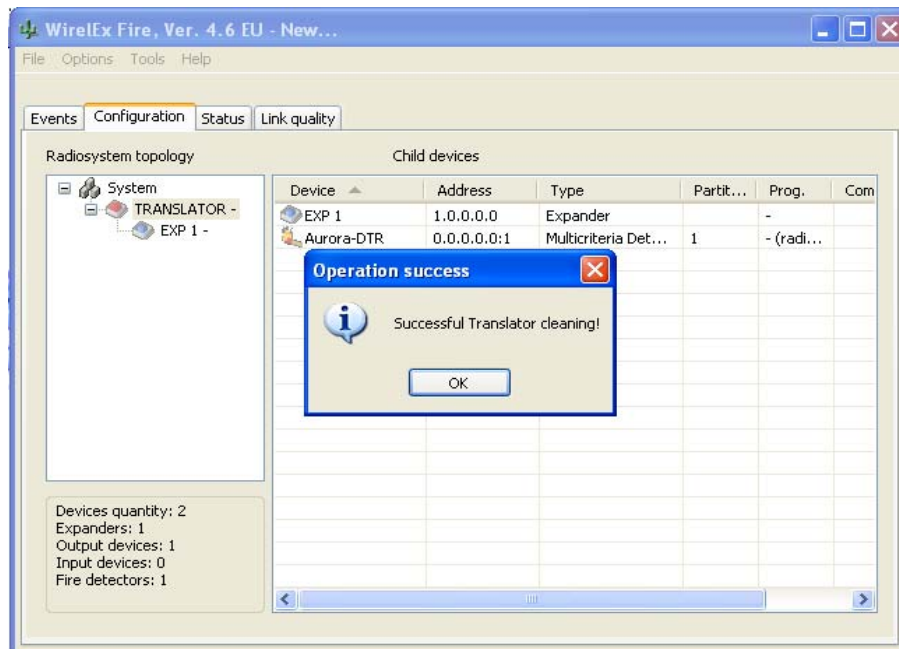 WirelEx Fire, Ver. 4.6 EU - New...
File Options Tools Help
Events Configuration Status Link quality
Radiosystem topology
Child devices
System
TRANSLATOR -
EXP 1 -
Device Address Type Partit... Prog. Com
EXP 1 1.0.0.0.0 Expander -
Aurora-DTR 0.0.0.0.0:1 Multicriteria Det... 1 - (radi...
Operation success
Successful Translator cleaning!
OK
Devices quantity: 2
Expanders: 1
Output devices: 1
Input devices: 0
Fire detectors: 1